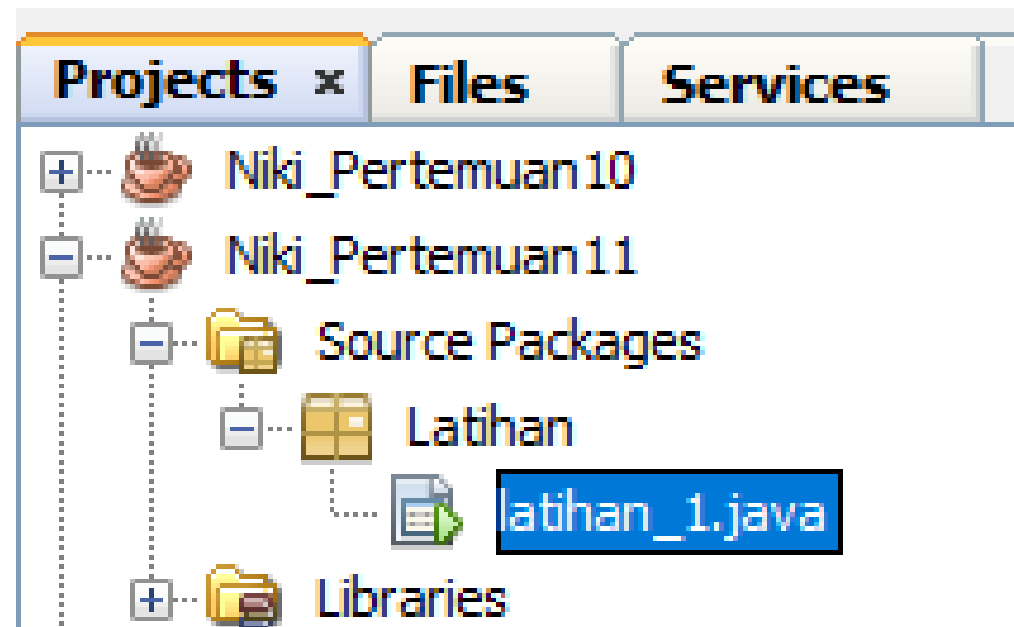 Projects x Files Services
Niki_Pertemuan10
Niki_Pertemuan11
Source Packages
Latihan
latihan_1.java
Libraries